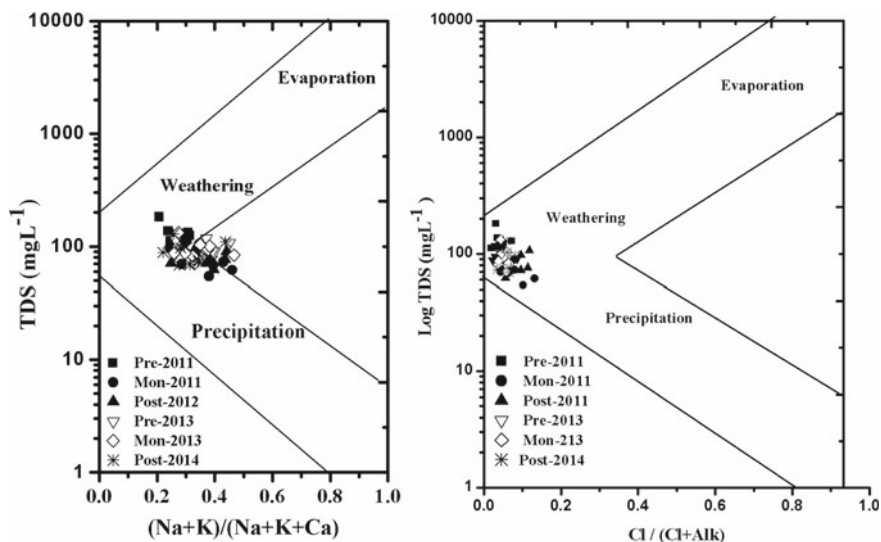 10000
1000
100
10
1
TDS (mgL-1)
Evaporation
Weathering
Precipitation
Pre-2011
Mon-2011
Post-2012
Pre-2013
Mon-2013
Post-2014
0.0 0.2 0.4 0.6 0.8 1.0
(Na+K)/(Na+K+Ca)
10000
1000
100
10
1
Log TDS (mgL-1)
Evaporation
Weathering
Precipitation
Pre-2011
Mon-2011
Post-2011
Pre-2013
Mon-213
Post-2014
0.0 0.2 0.4 0.6 0.8 1.0
Cl / (Cl+Alk)